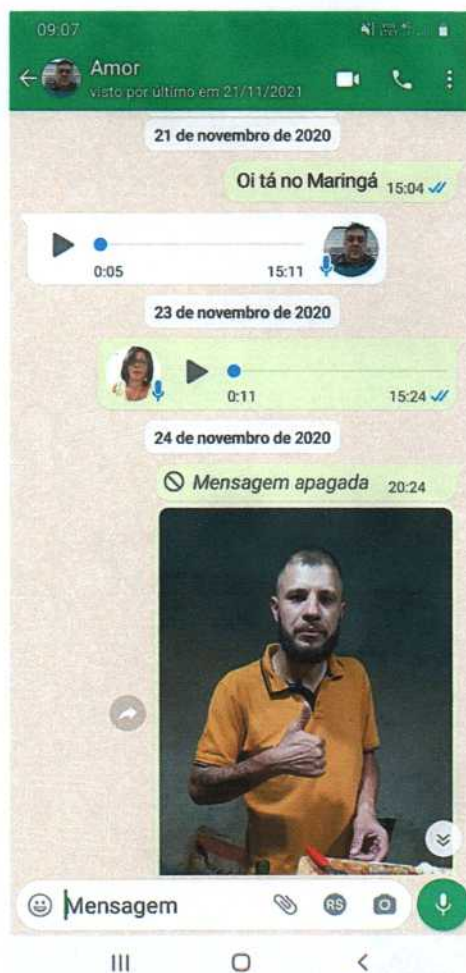 09:07
Amor
visto por último em 21/11/2021
21 de novembro de 2020
Oi tá no Maringá 15:04
0:05 15:11
23 de novembro de 2020
0:11 15:24
24 de novembro de 2020
Mensagem apagada 20:24
Mensagem R$